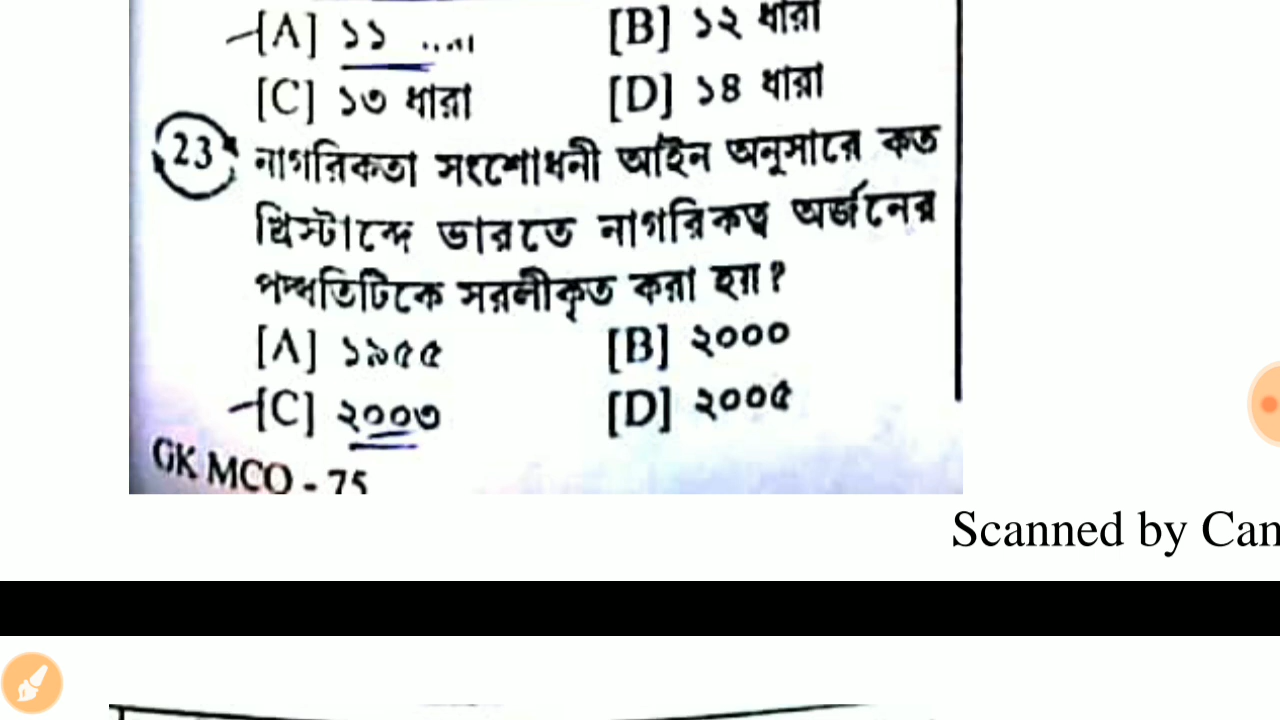 [A] ১১
[B] ১২ ধারা
[C] ১৩ ধারা
[D] ১৪ ধারা
23 নাগরিকতা সংশোধনী আইন অনুসারে কত
খ্রিস্টাব্দে ভারতে নাগরিকত্ব অর্জনের
পদ্ধতিটিকে সরলীকৃত করা হয়?
[A] ১৯৫৫
[B] ২০০০
[C] ২০০৩
[D] ২০০৫
GK MCQ - 75
Scanned by Can